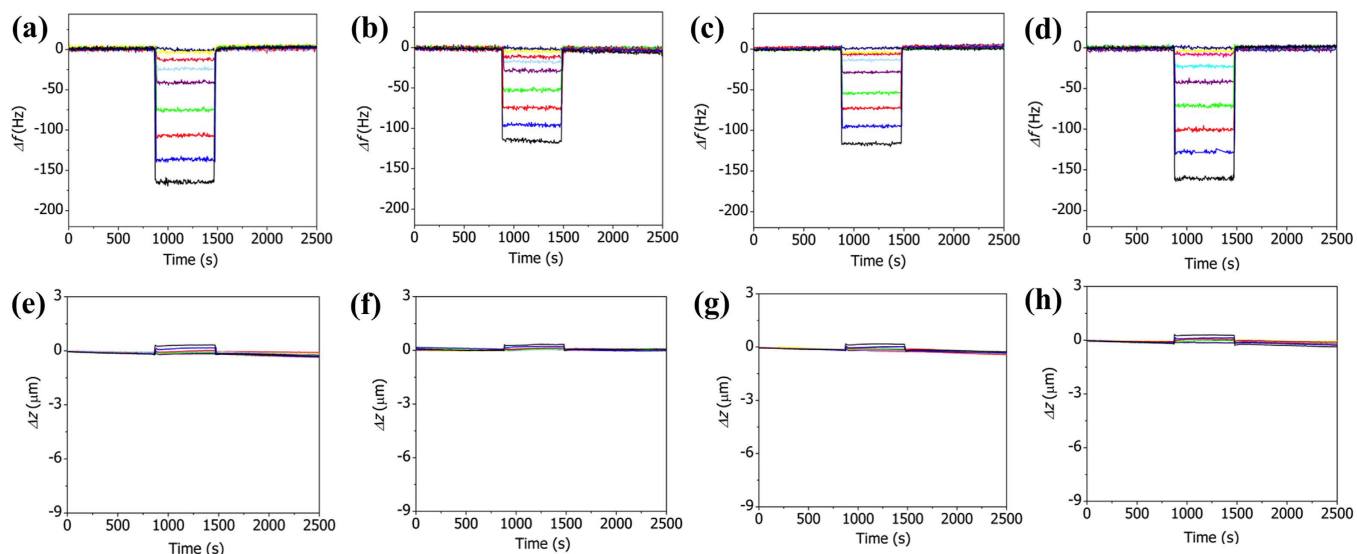 (a) (b) (c) (d)
0 0 0 0
-50 -50 -50 -50
-100 -100 -100 -100
-150 -150 -150 -150
-200 -200 -200 -200
Δf (Hz) Δf (Hz) Δf (Hz) Δf (Hz)
0 500 1000 1500 2000 2500 0 500 1000 1500 2000 2500 0 500 1000 1500 2000 2500 0 500 1000 1500 2000 2500
Time (s) Time (s) Time (s) Time (s)
(e) (f) (g) (h)
3 3 3 3
0 0 0 0
-3 -3 -3 -3
-6 -6 -6 -6
-9 -9 -9 -9
Δz (μm) Δz (μm) Δz (μm) Δz (μm)
0 500 1000 1500 2000 2500 0 500 1000 1500 2000 2500 0 500 1000 1500 2000 2500 0 500 1000 1500 2000 2500
Time (s) Time (s) Time (s) Time (s)